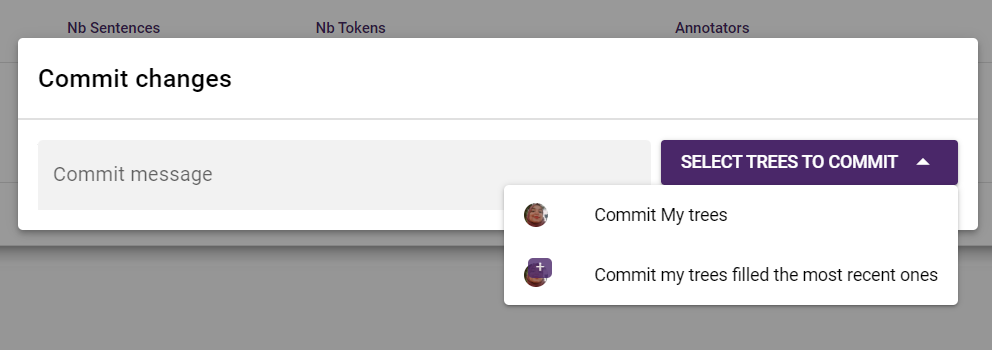 Nb Sentences Nb Tokens Annotators
Commit changes
Commit message
SELECT TREES TO COMMIT
Commit My trees
+
Commit my trees filled the most recent ones